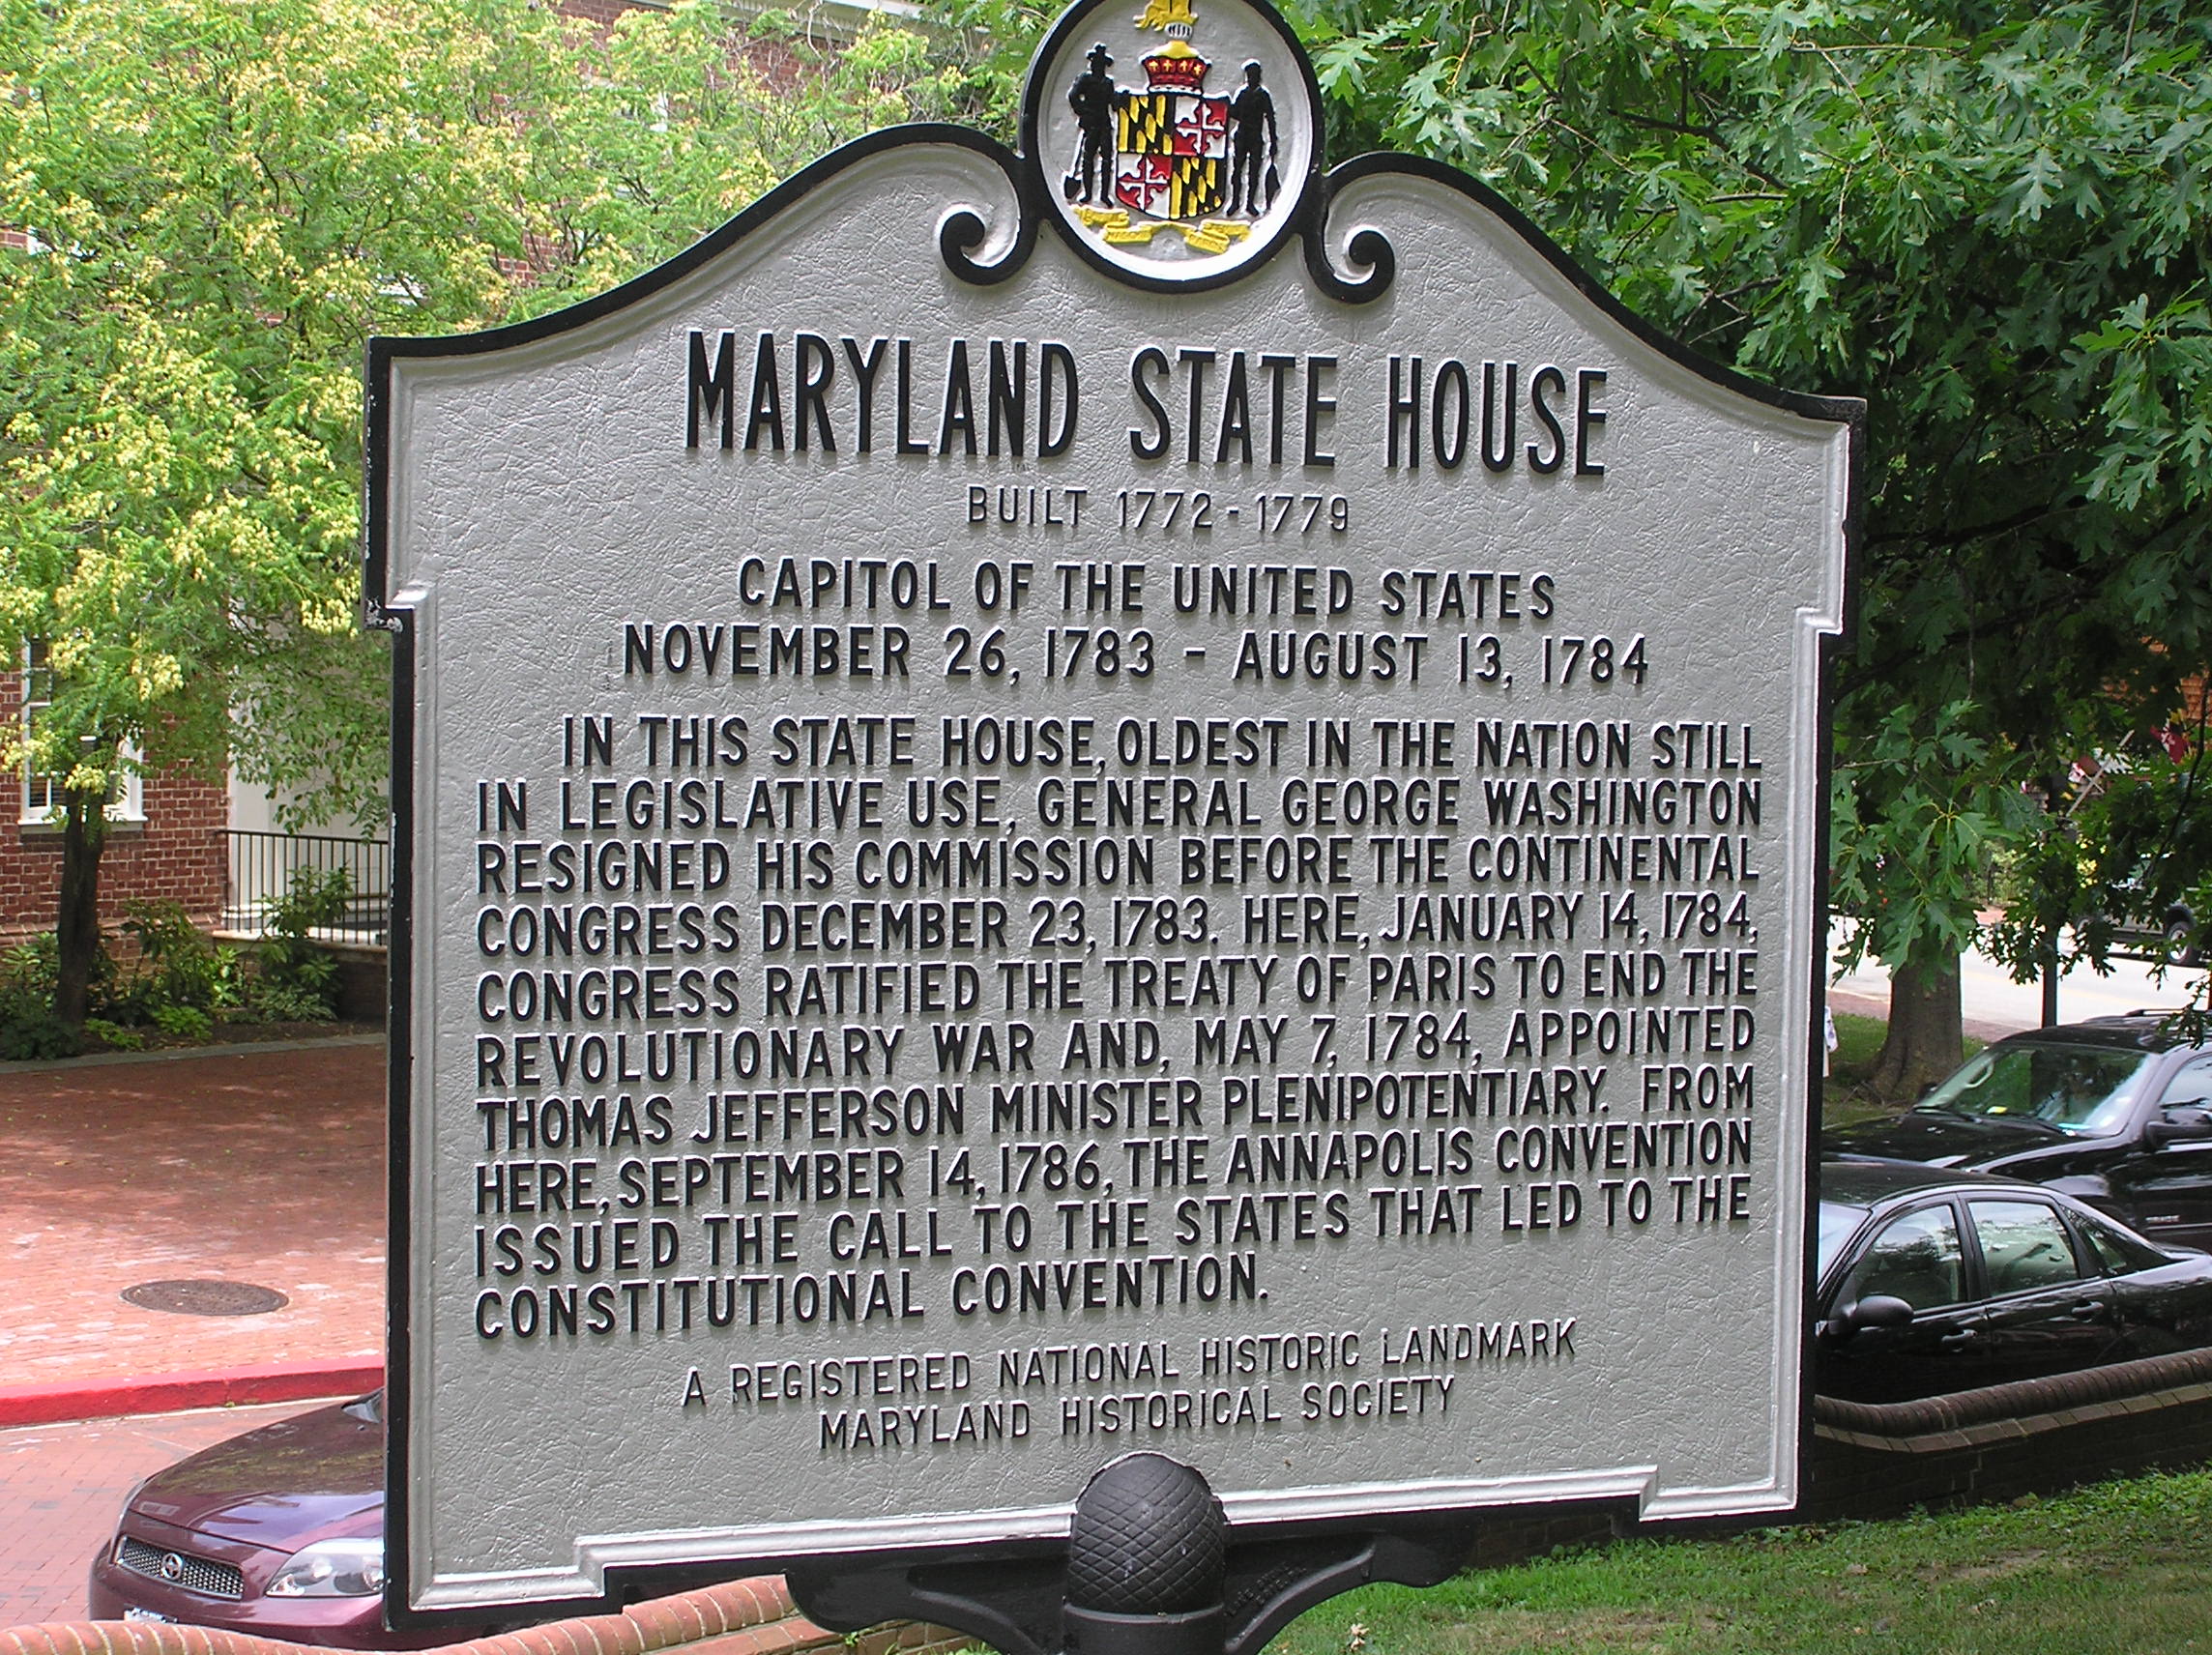 MARYLAND STATE HOUSE
BUILT 1772-1779
CAPITOL OF THE UNITED STATES
NOVEMBER 26, 1783 - AUGUST 13, 1784
IN THIS STATE HOUSE, OLDEST IN THE NATION STILL
IN LEGISLATIVE USE, GENERAL GEORGE WASHINGTON
RESIGNED HIS COMMISSION BEFORE THE CONTINENTAL
CONGRESS DECEMBER 23, 1783. HERE, JANUARY 14, 1784,
CONGRESS RATIFIED THE TREATY OF PARIS TO END THE
REVOLUTIONARY WAR AND, MAY 7, 1784, APPOINTED
THOMAS JEFFERSON MINISTER PLENIPOTENTIARY. FROM
HERE, SEPTEMBER 14, 1786, THE ANNAPOLIS CONVENTION
ISSUED THE CALL TO THE STATES THAT LED TO THE
CONSTITUTIONAL CONVENTION.
A REGISTERED NATIONAL HISTORIC LANDMARK
MARYLAND HISTORICAL SOCIETY